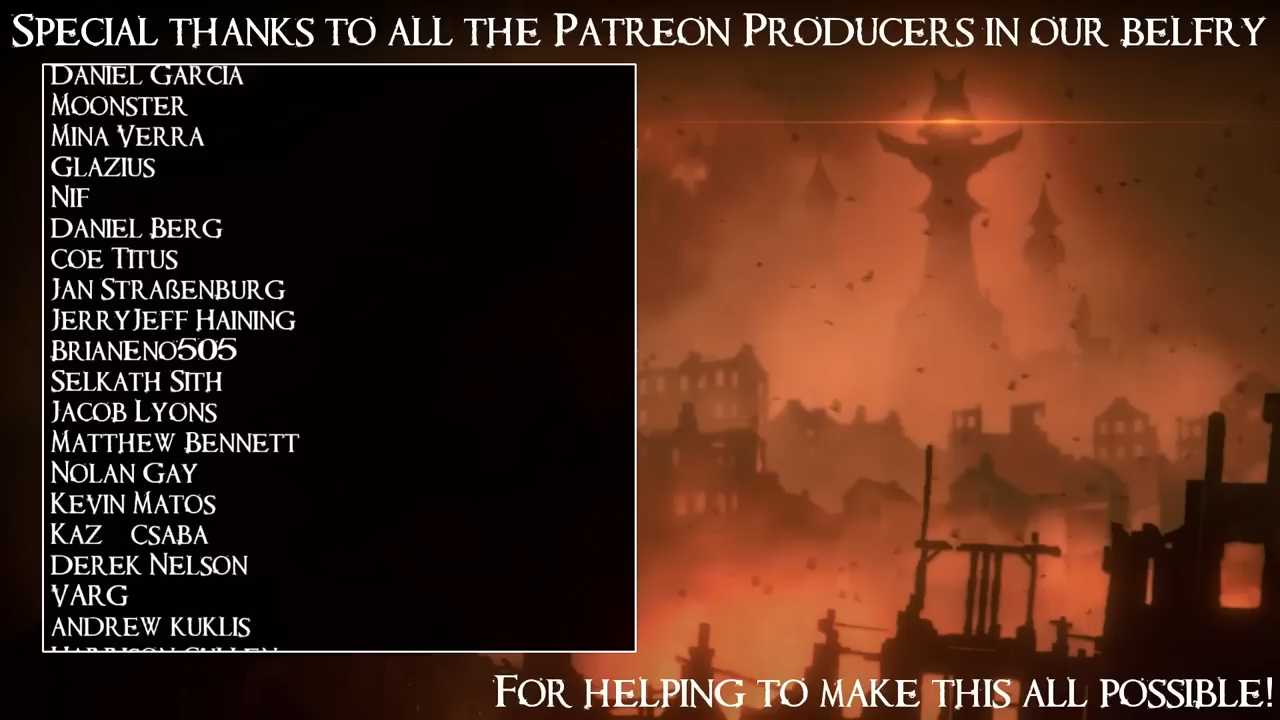 Special thanks to all the Patreon Producers in our belfry
Daniel Garcia
Moonster
Mina Verra
Glazius
Nif
Daniel Berg
coe Titus
Jan Straßenburg
JerryJeff Haining
Brianeno505
Selkath Sith
Jacob Lyons
Matthew Bennett
Nolan Gay
Kevin Matos
Kaz csaba
Derek Nelson
Varg
andrew kuklis
For helping to make this all possible!